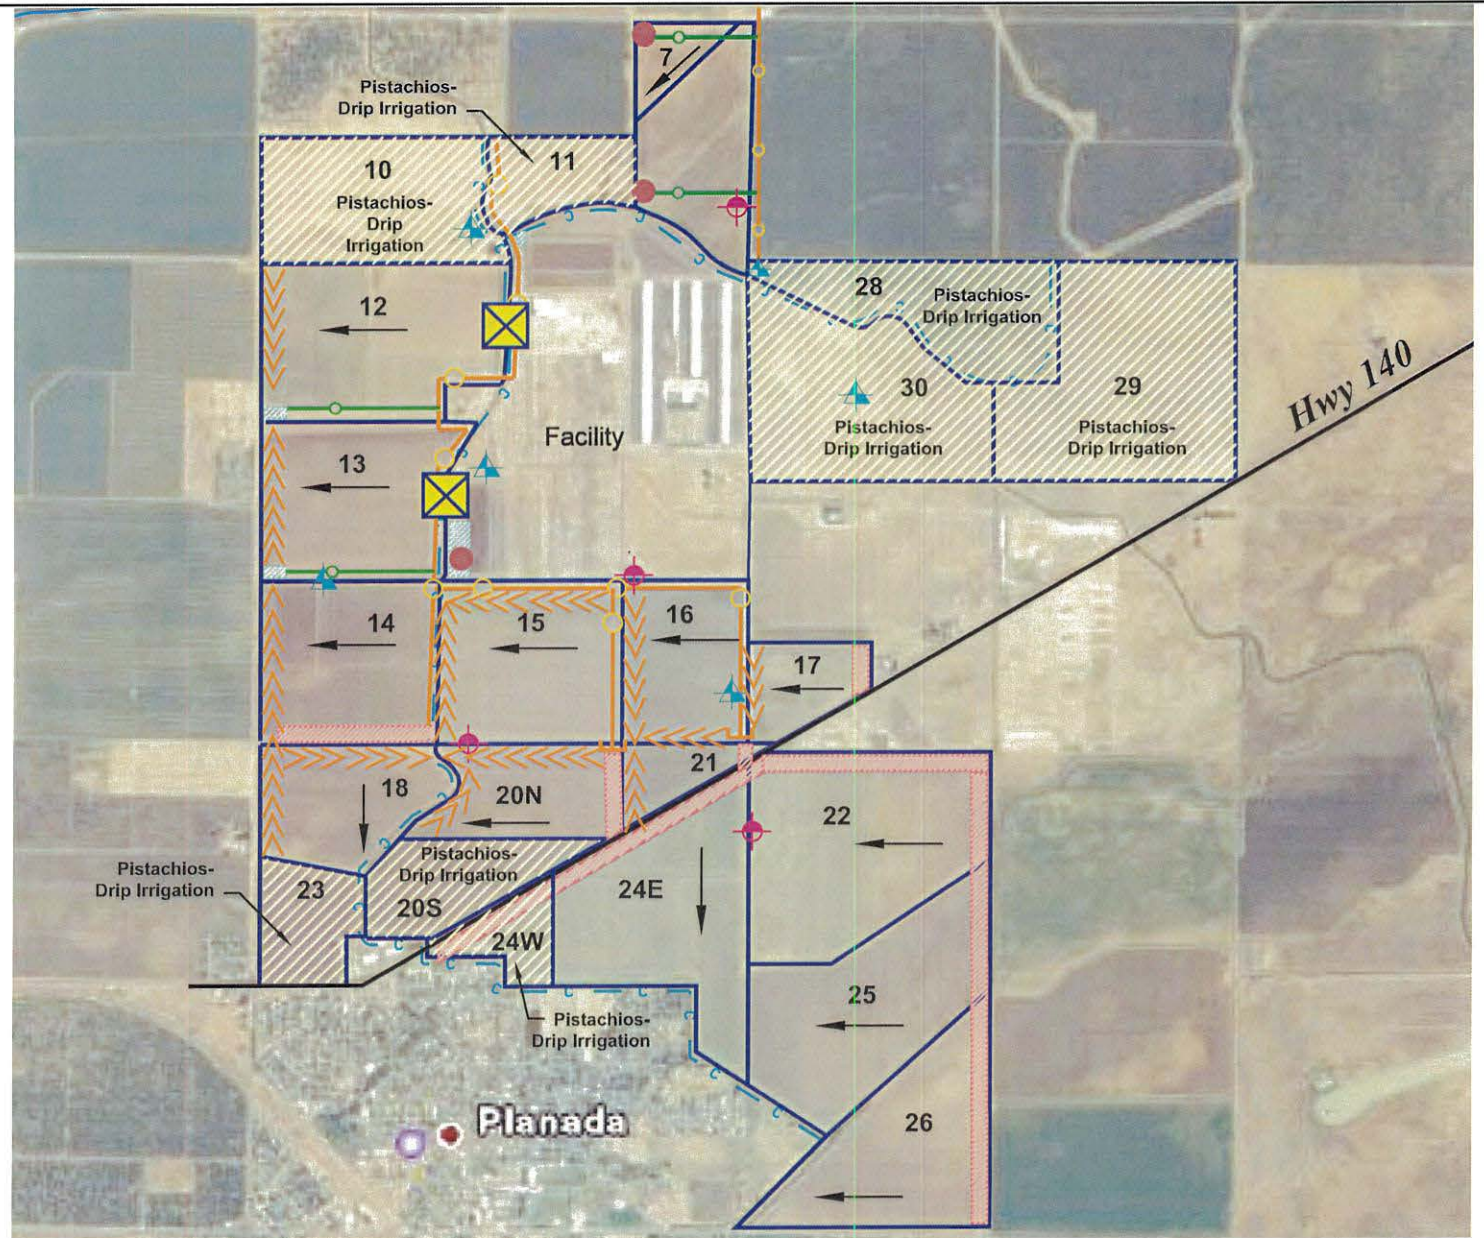 7
Pistachios-
Drip Irrigation
10
Pistachios-
Drip
Irrigation
11
12
28
Pistachios-
Drip Irrigation
30
Pistachios-
Drip Irrigation
29
Pistachios-
Drip Irrigation
Hwy 140
Facility
13
14
15
16
17
18
20N
21
22
Pistachios-
Drip Irrigation
23
Pistachios-
Drip Irrigation
20S
24E
24W
25
Pistachios-
Drip Irrigation
Planada
26